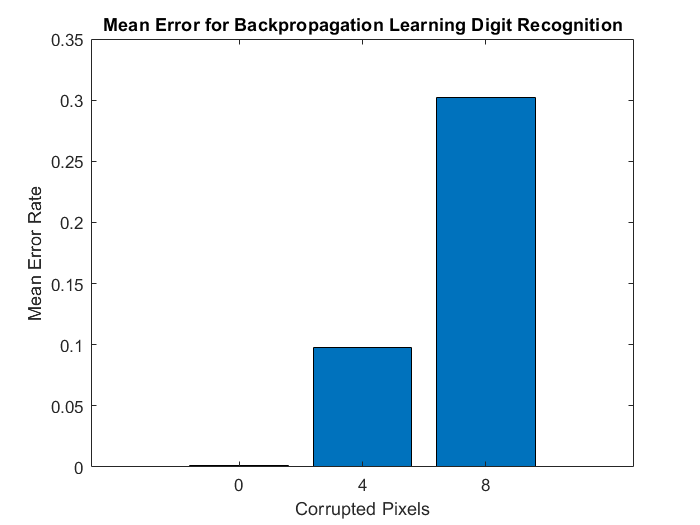 Mean Error for Backpropagation Learning Digit Recognition
0.35
0.3
0.25
0.2
0.15
0.1
0.05
0
Mean Error Rate
0 4 8
Corrupted Pixels